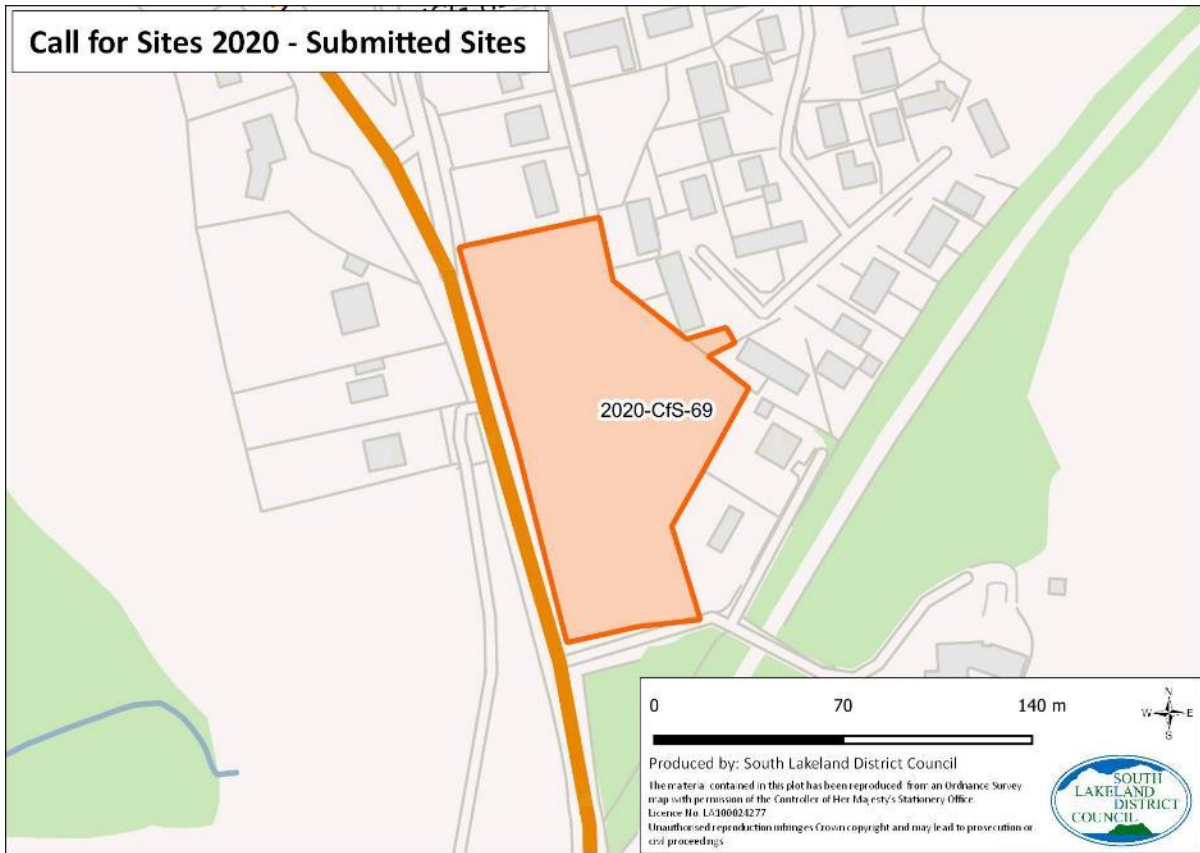 Call for Sites 2020 - Submitted Sites
2020-CfS-69
0 70 140 m
N
W E
S
Produced by: South Lakeland District Council
The material contained in this plot has been reproduced from an Ordnance Survey
map with permission of the Controller of Her Majesty's Stationery Office
Licence No. LA100024277
Unauthorised reproduction infringes Crown copyright and may lead to prosecution or
civil proceedings
SOUTH
LAKELAND
DISTRICT
COUNCIL